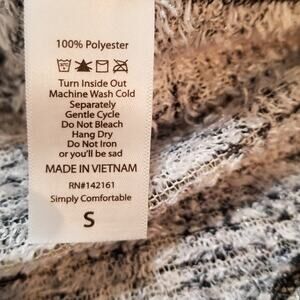 100% Polyester
Turn Inside Out
Machine Wash Cold
Separately
Gentle Cycle
Do Not Bleach
Hang Dry
Do Not Iron
or you'll be sad
MADE IN VIETNAM
RN#142161
Simply Comfortable
S